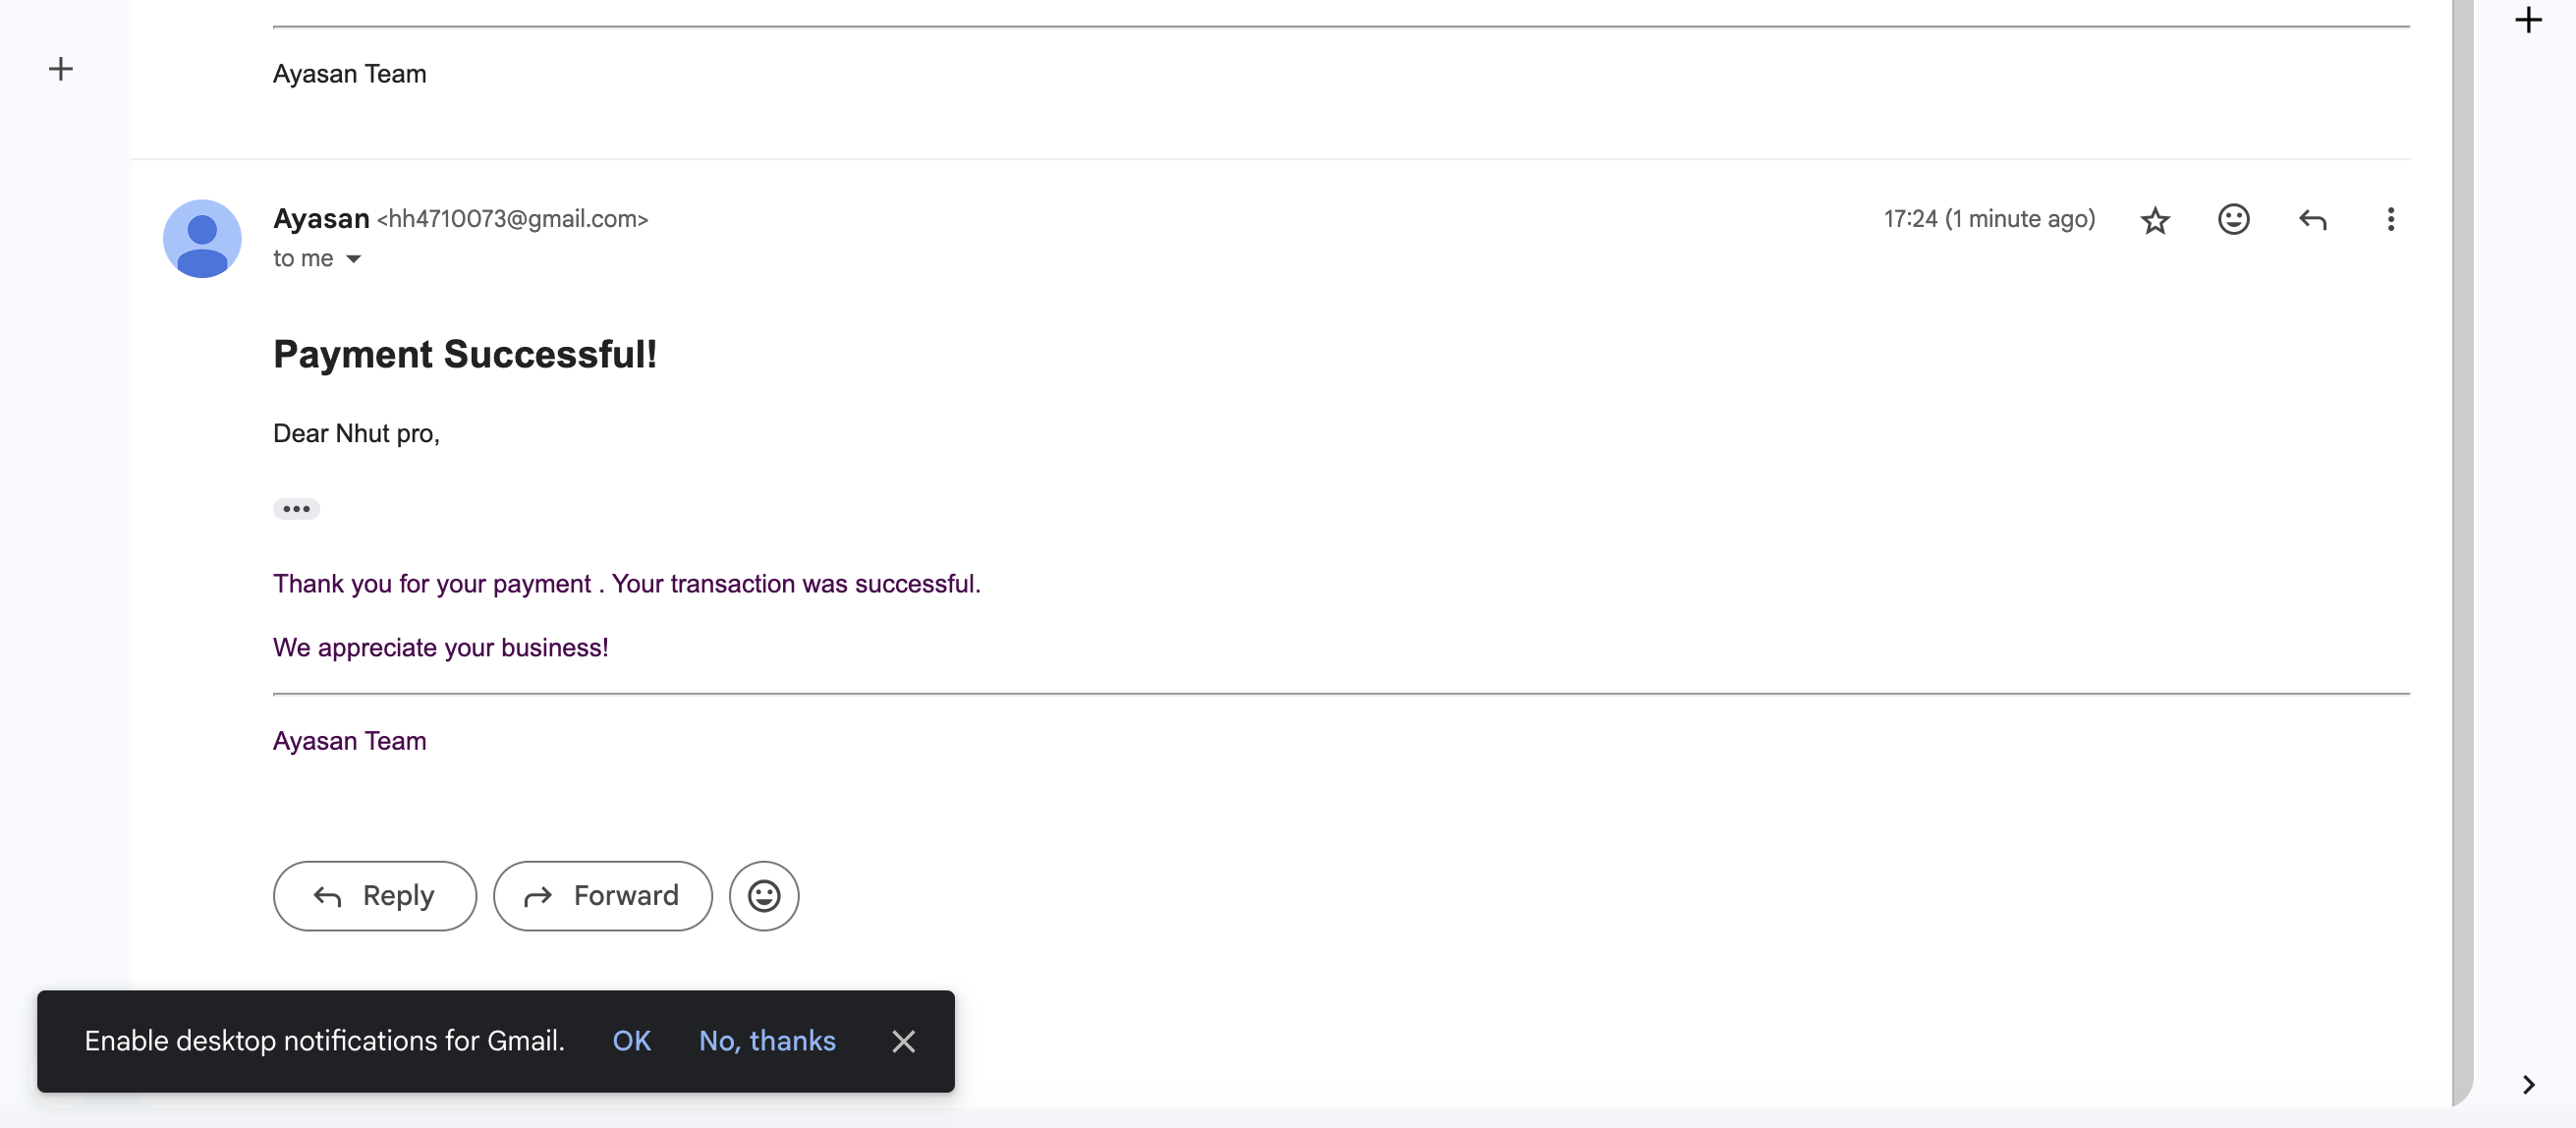 Ayasan Team
Ayasan <hh4710073@gmail.com>
17:24 (1 minute ago)
to me
Payment Successful!
Dear Nhut pro,
Thank you for your payment . Your transaction was successful.
We appreciate your business!
Ayasan Team
Reply
Forward
Enable desktop notifications for Gmail.
OK
No, thanks